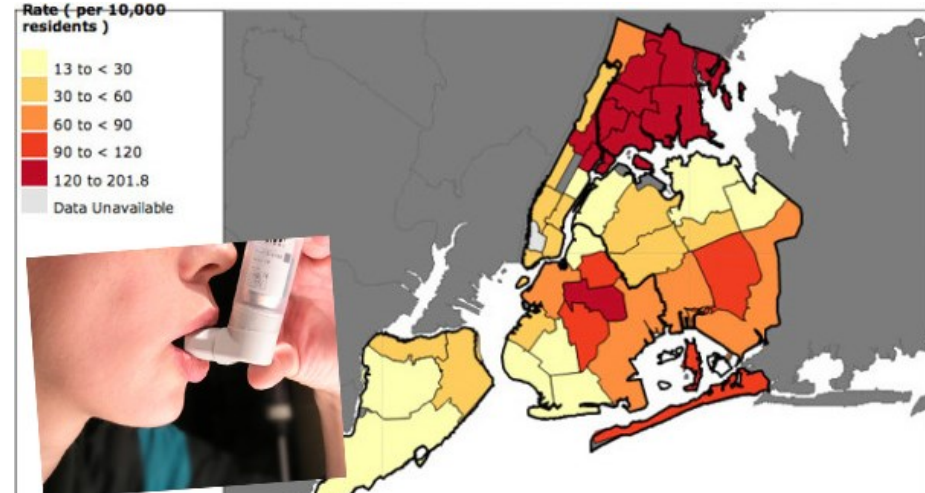 Rate ( per 10,000
residents )
13 to < 30
30 to < 60
60 to < 90
90 to < 120
120 to 201.8
Data Unavailable